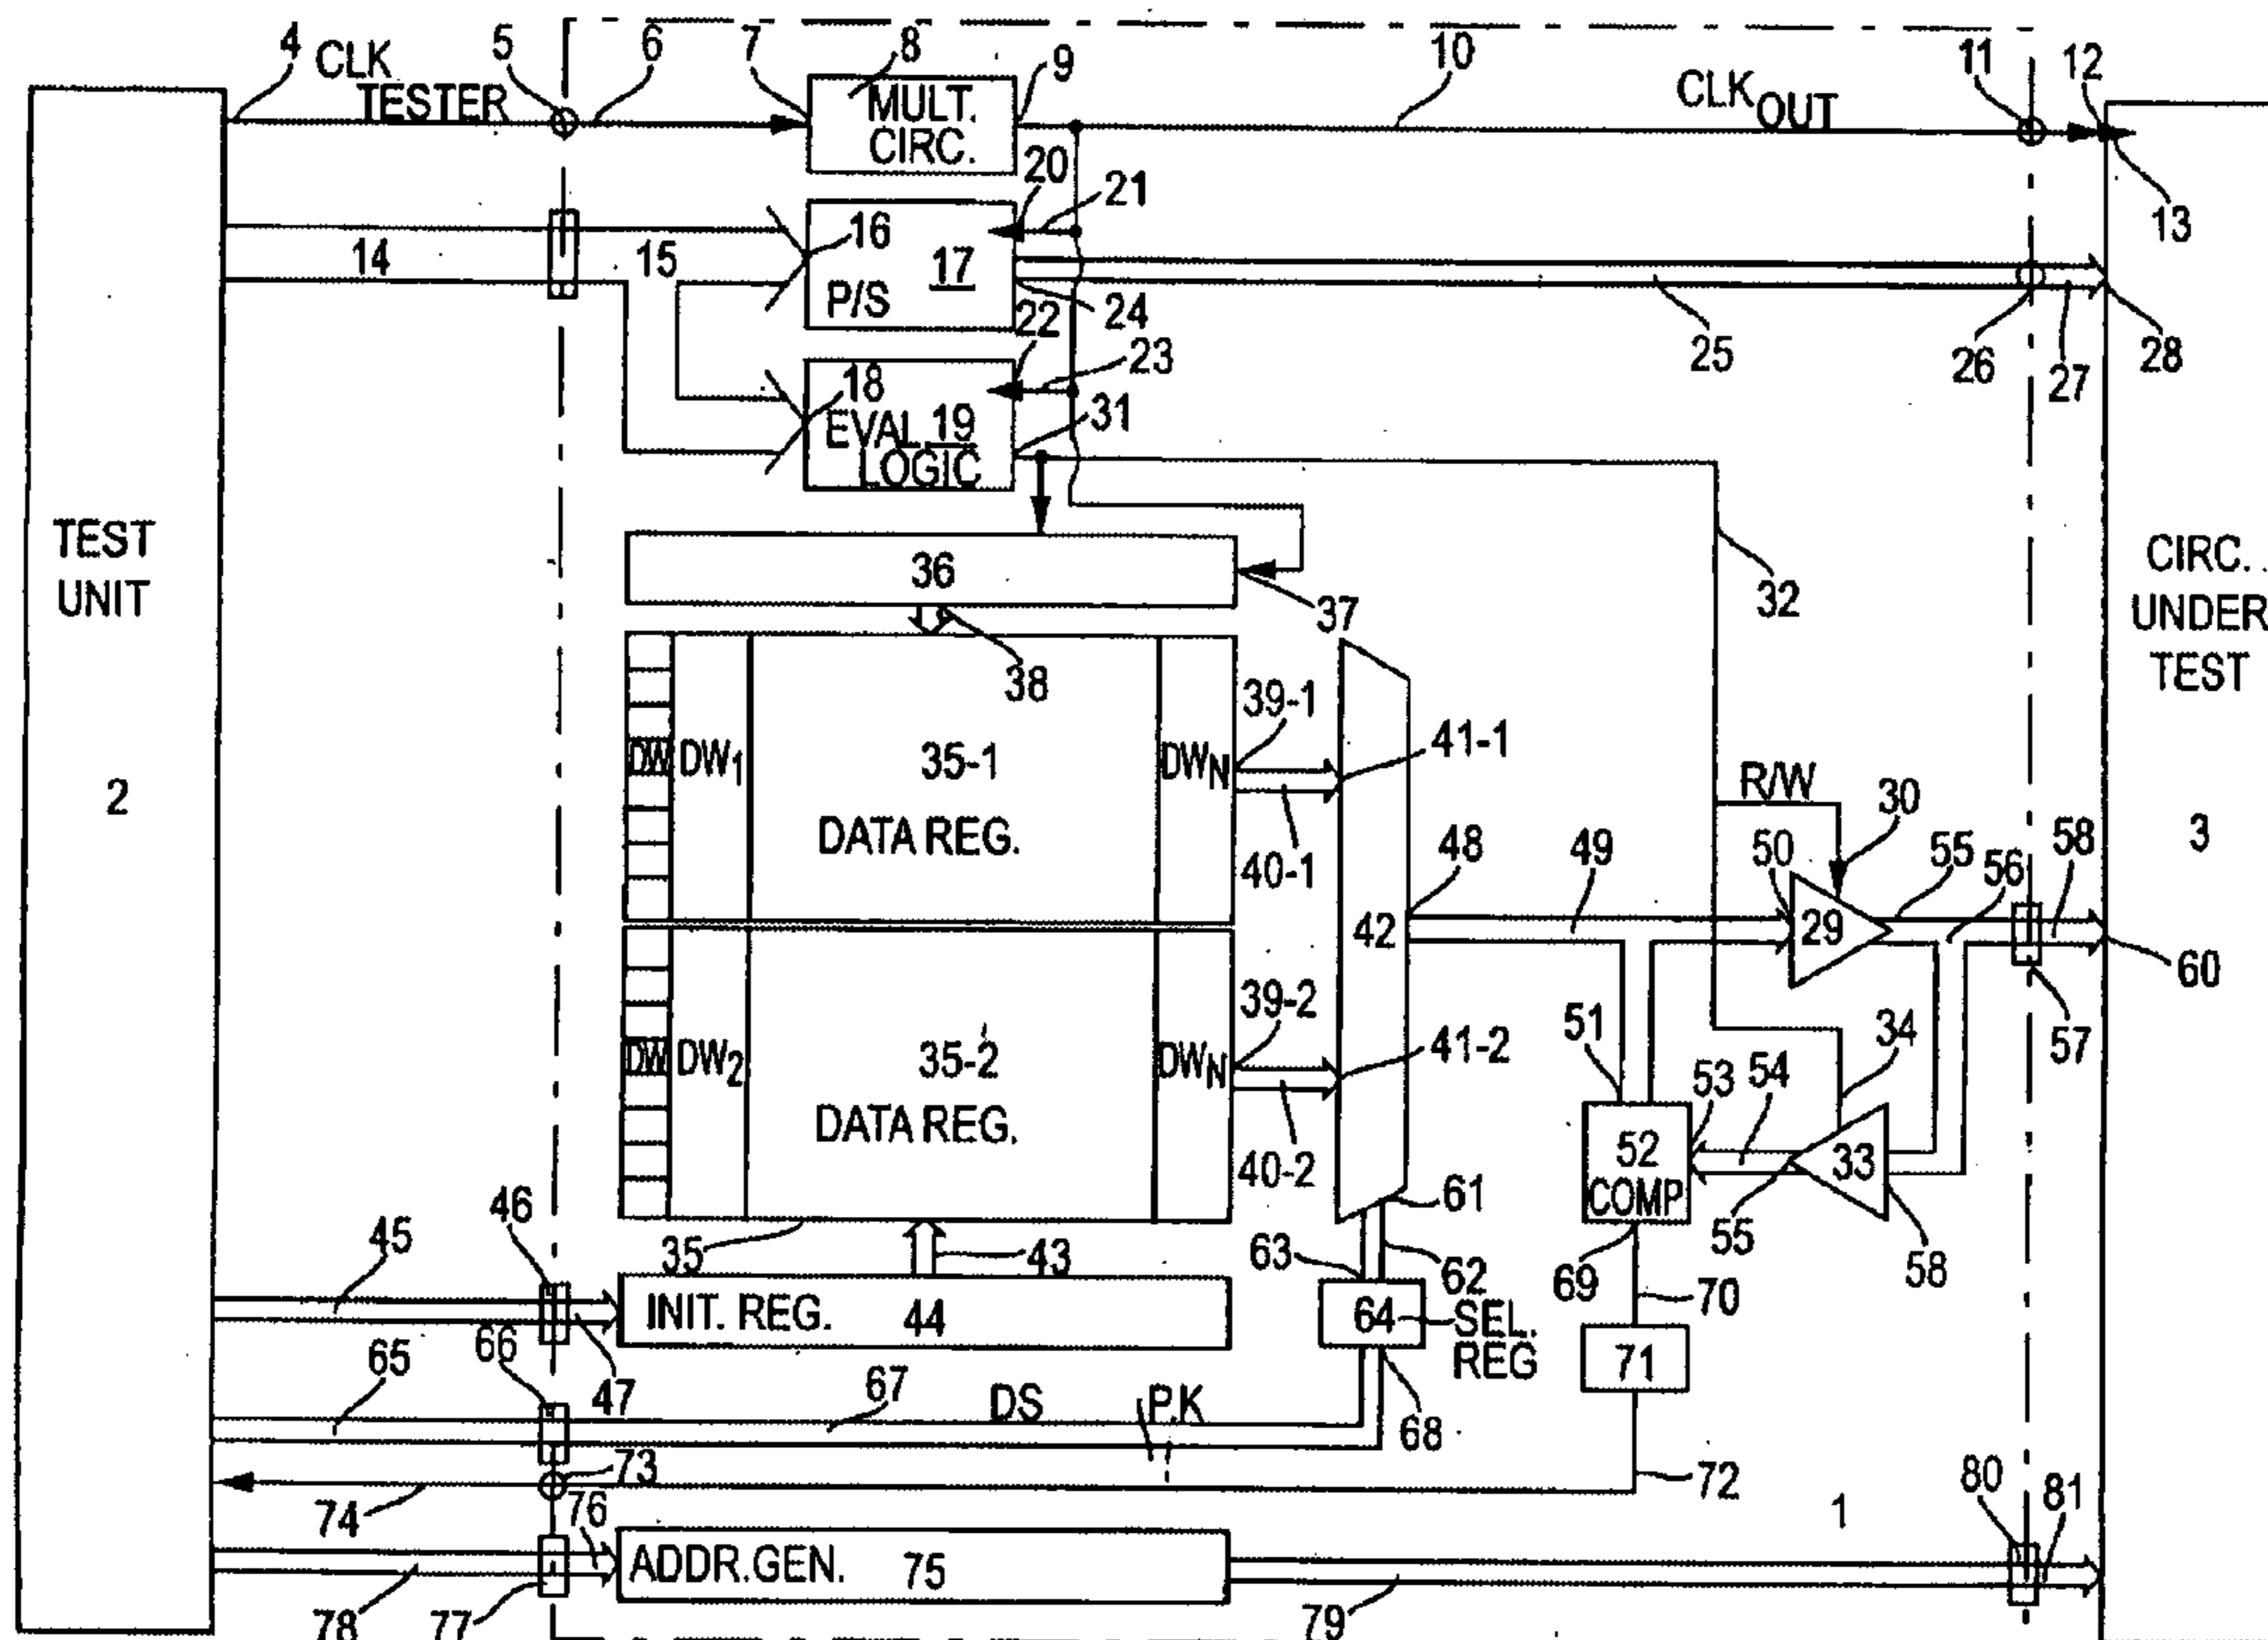 4 CLK TESTER 5 6 7 8 9 10 CLKOUT 11 12
MULT. CIRC.
13
20 21
14 15 16 17 P/S
24 22 23 25 26 27 28
18 EVAL. 19 LOGIC 31
TEST UNIT
2
36 37 32
38
CIRC. UNDER TEST
3
DW DW1 35-1 DATA REG. DWN 39-1 40-1 41-1
R/W 30
42 48 49 50 29 55 56 58 60 57
DW DW2 35-2 DATA REG. DWN 39-2 40-2 41-2
51 53 54 34
52 COMP 33 55 58
61
35 43 63 62 69 70
45 46 47 INIT. REG. 44
64 SEL. REG
71
65 66 67 DS P.K 68
74 73 72
76 1 80 81
ADDR.GEN. 75
78 77 79